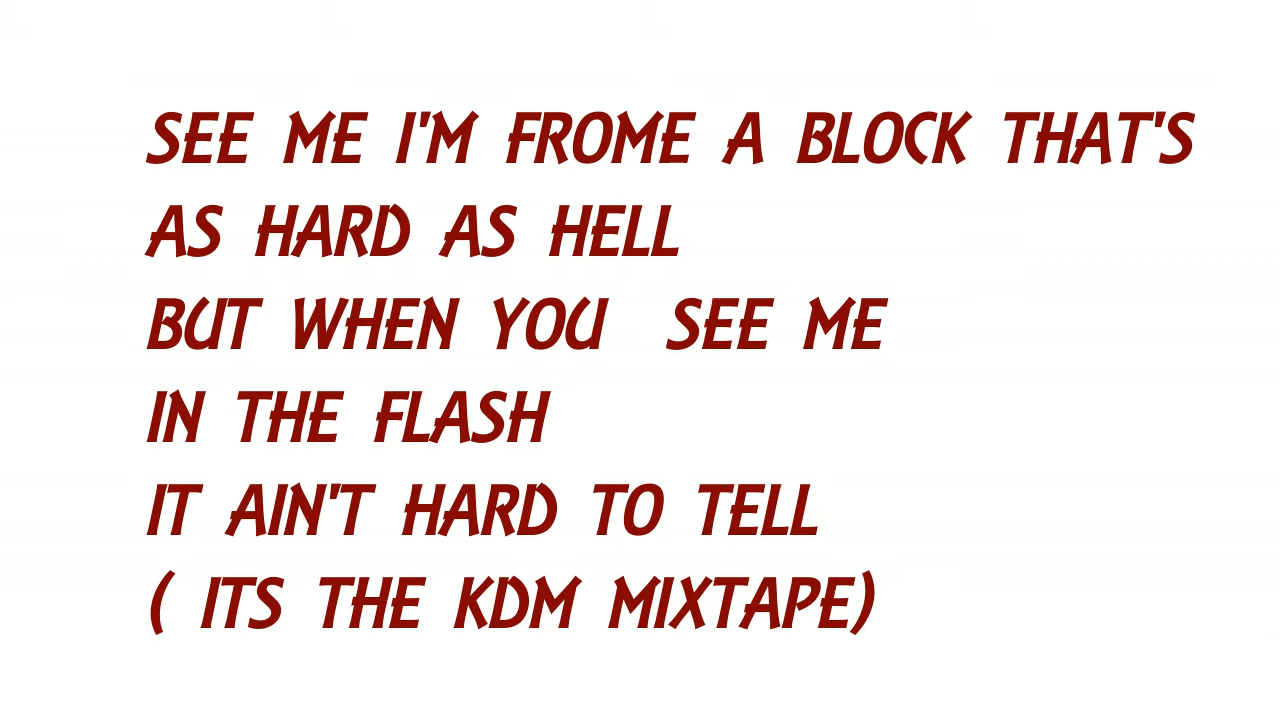 SEE ME I'M FROME A BLOCK THAT'S
AS HARD AS HELL
BUT WHEN YOU SEE ME
IN THE FLASH
IT AIN'T HARD TO TELL
( ITS THE KDM MIXTAPE)